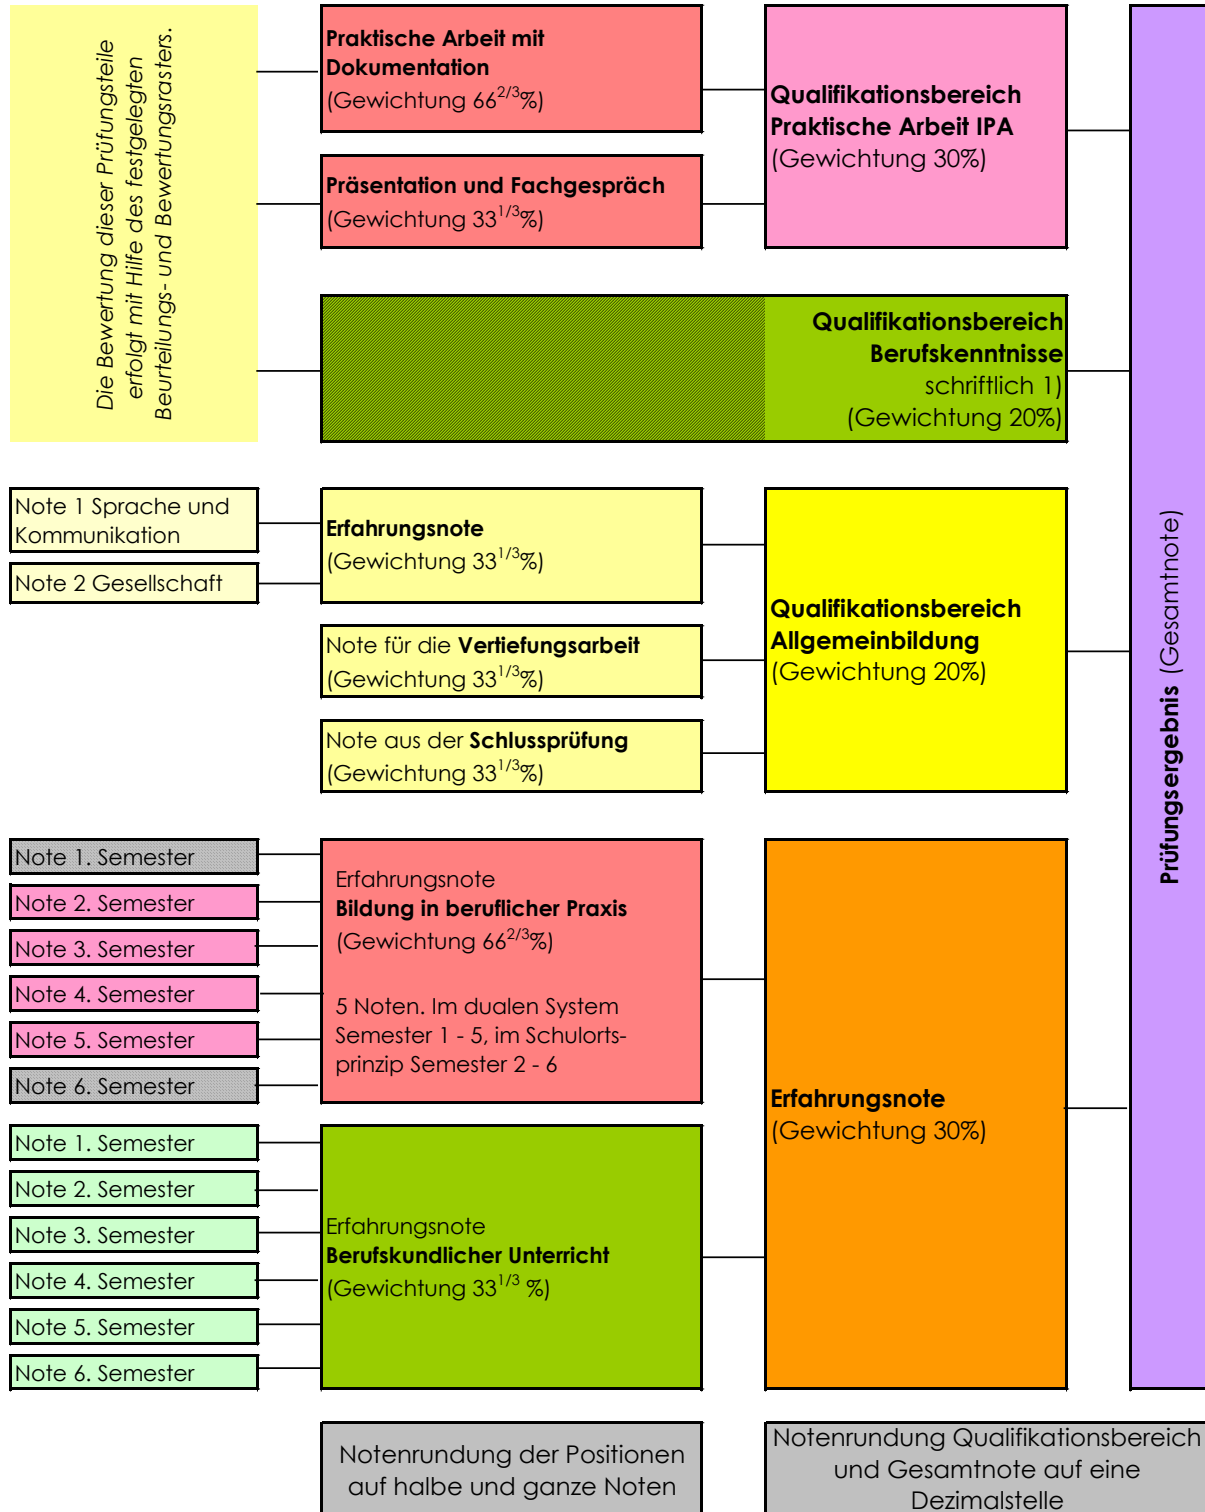 Die Bewertung dieser Prüfungsteile
erfolgt mit Hilfe des festgelegten
Beurteilungs- und Bewertungsrasters.
Praktische Arbeit mit
Dokumentation
(Gewichtung 66^2/3%)
Präsentation und Fachgespräch
(Gewichtung 33^1/3%)
Qualifikationsbereich
Praktische Arbeit IPA
(Gewichtung 30%)
Qualifikationsbereich
Berufskenntnisse
schriftlich 1)
(Gewichtung 20%)
Note 1 Sprache und
Kommunikation
Note 2 Gesellschaft
Erfahrungsnote
(Gewichtung 33^1/3%)
Note für die Vertiefungsarbeit
(Gewichtung 33^1/3%)
Note aus der Schlussprüfung
(Gewichtung 33^1/3%)
Qualifikationsbereich
Allgemeinbildung
(Gewichtung 20%)
Note 1. Semester
Note 2. Semester
Note 3. Semester
Note 4. Semester
Note 5. Semester
Note 6. Semester
Erfahrungsnote
Bildung in beruflicher Praxis
(Gewichtung 66^2/3%)
5 Noten. Im dualen System
Semester 1 - 5, im Schulorts-
prinzip Semester 2 - 6
Note 1. Semester
Note 2. Semester
Note 3. Semester
Note 4. Semester
Note 5. Semester
Note 6. Semester
Erfahrungsnote
Berufskundlicher Unterricht
(Gewichtung 33^1/3 %)
Erfahrungsnote
(Gewichtung 30%)
Prüfungsergebnis (Gesamtnote)
Notenrundung der Positionen
auf halbe und ganze Noten
Notenrundung Qualifikationsbereich
und Gesamtnote auf eine
Dezimalstelle